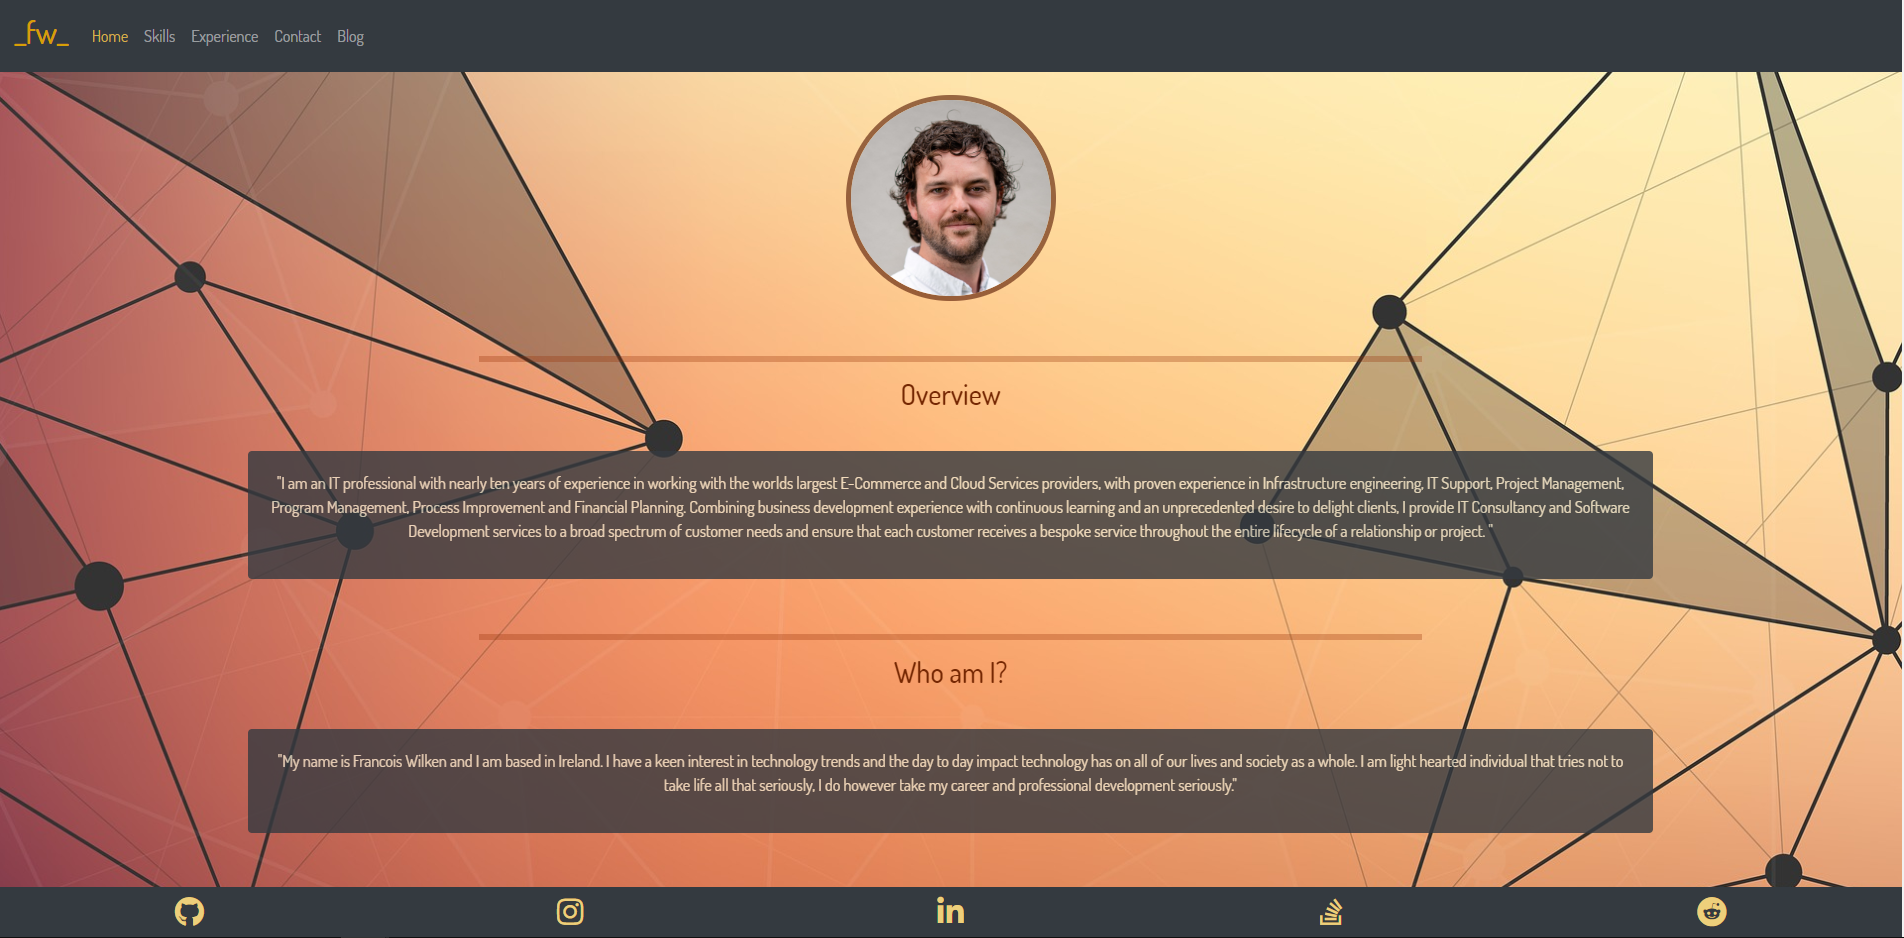 _fw_ Home Skills Experience Contact Blog
Overview
"I am an IT professional with nearly ten years of experience in working with the worlds largest E-Commerce and Cloud Services providers, with proven experience in Infrastructure engineering, IT Support, Project Management,
Program Management, Process Improvement and Financial Planning. Combining business development experience with continuous learning and an unprecedented desire to delight clients, I provide IT Consultancy and Software
Development services to a broad spectrum of customer needs and ensure that each customer receives a bespoke service throughout the entire lifecycle of a relationship or project. "
Who am I?
"My name is Francois Wilken and I am based in Ireland. I have a keen interest in technology trends and the day to day impact technology has on all of our lives and society as a whole. I am light hearted individual that tries not to
take life all that seriously, I do however take my career and professional development seriously."
in